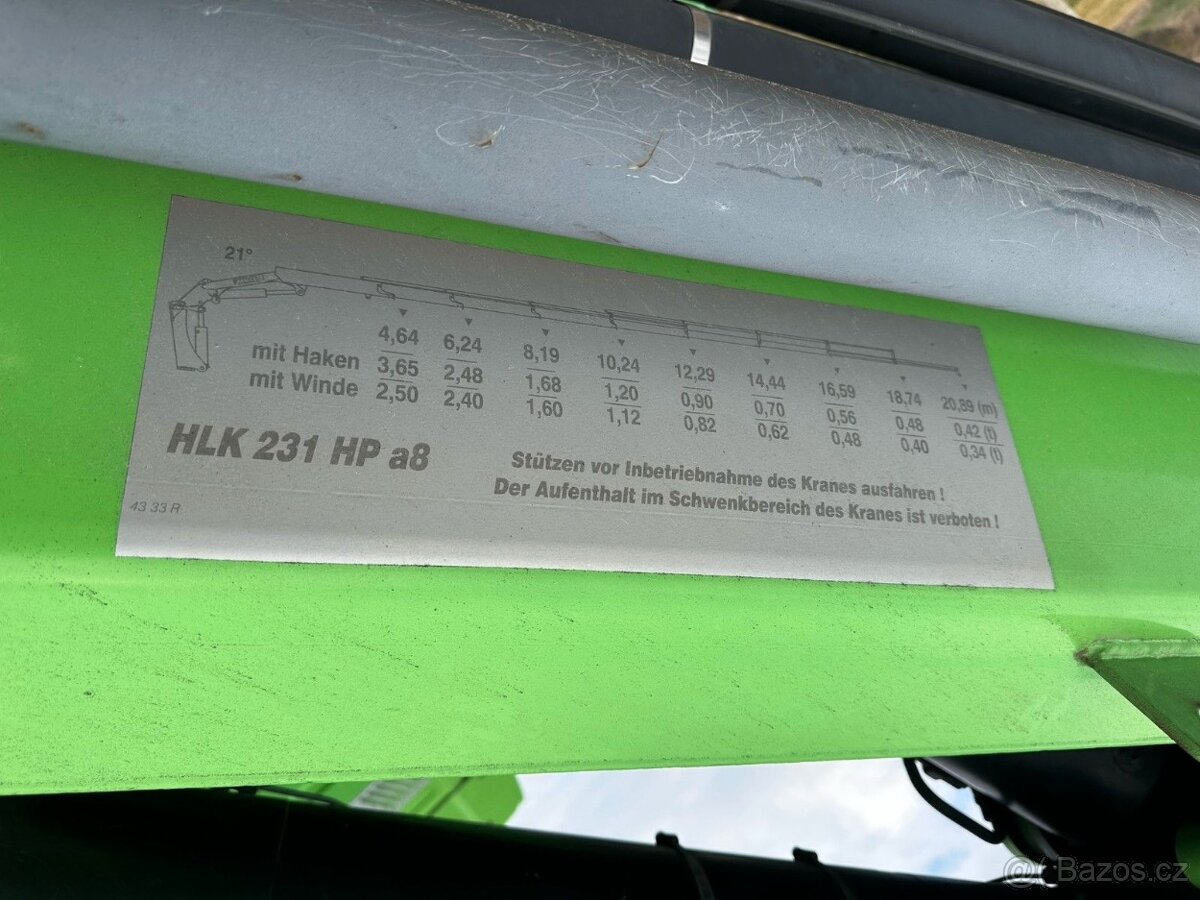 21°
4,64 6,24 8,19 10,24 12,29 14,44 16,59 18,74 20,89 (m)
mit Haken 3,65 2,48 1,68 1,20 0,90 0,70 0,56 0,48 0,42 (t)
mit Winde 2,50 2,40 1,60 1,12 0,82 0,62 0,48 0,40 0,34 (t)
HLK 231 HP a8
Stützen vor Inbetriebnahme des Kranes ausfahren !
Der Aufenthalt im Schwenkbereich des Kranes ist verboten !
43 33 R
Bazos.cz